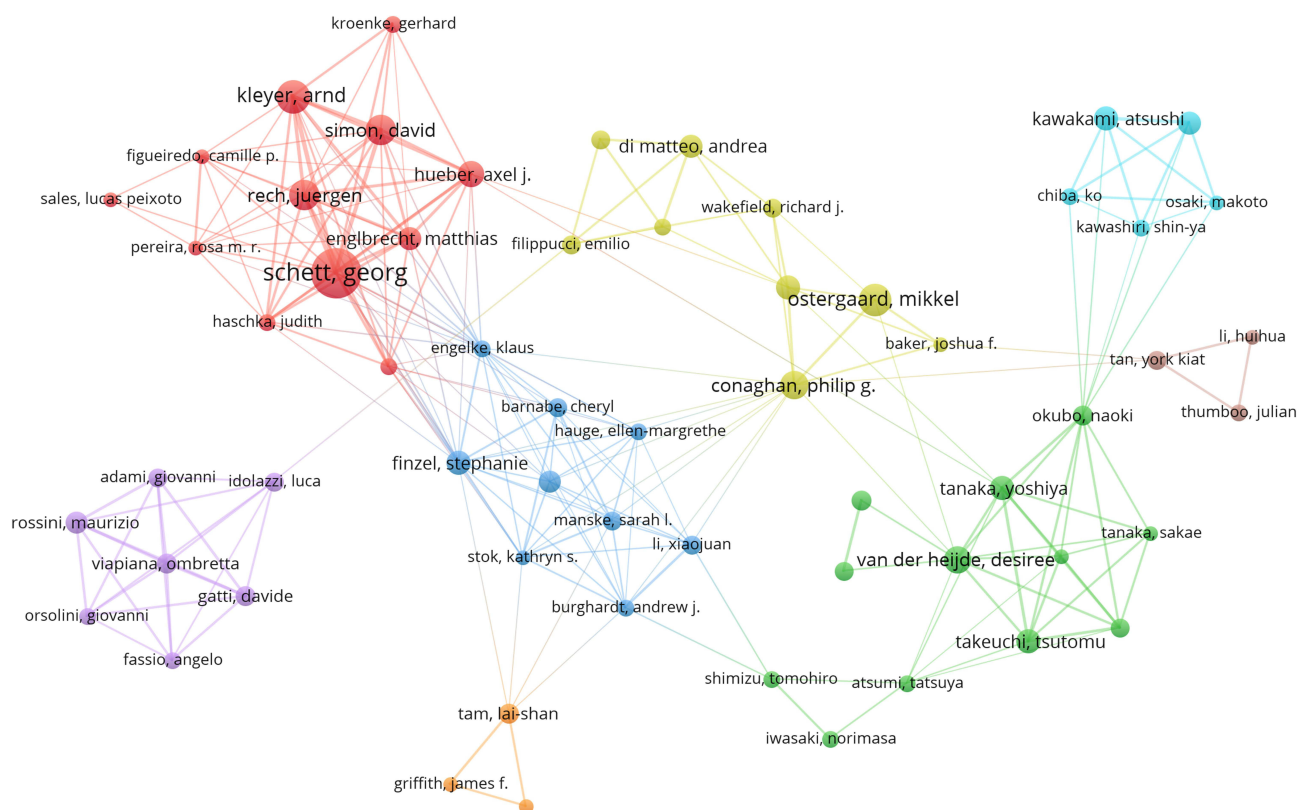 kroenke, gerhard
kleyer, arnd
simon, david
figueiredo, camille p.
hueber, axel j.
sales, lucas peixoto
rech, juergen
pereira, rosa m. r.
englbrecht, matthias
schett, georg
haschka, judith
di matteo, andrea
wakefield, richard j.
filippucci, emilio
ostergaard, mikkel
baker, joshua f.
conaghan, philip g.
kawakami, atsushi
chiba, ko
osaki, makoto
kawashiri, shin-ya
li, huihua
tan, york kiat
thumboo, julian
engelke, klaus
barnabe, cheryl
hauge, ellen-margrethe
finzel, stephanie
manske, sarah l.
stok, kathryn s.
li, xiaojuan
burghardt, andrew j.
okubo, naoki
tanaka, yoshiya
tanaka, sakae
van der heijde, desiree
takeuchi, tsutomu
shimizu, tomohiro
atsumi, tatsuya
iwasaki, norimasa
adami, giovanni
idolazzi, luca
rossini, maurizio
viapiana, ombretta
gatti, davide
orsolini, giovanni
fassio, angelo
tam, lai-shan
griffith, james f.